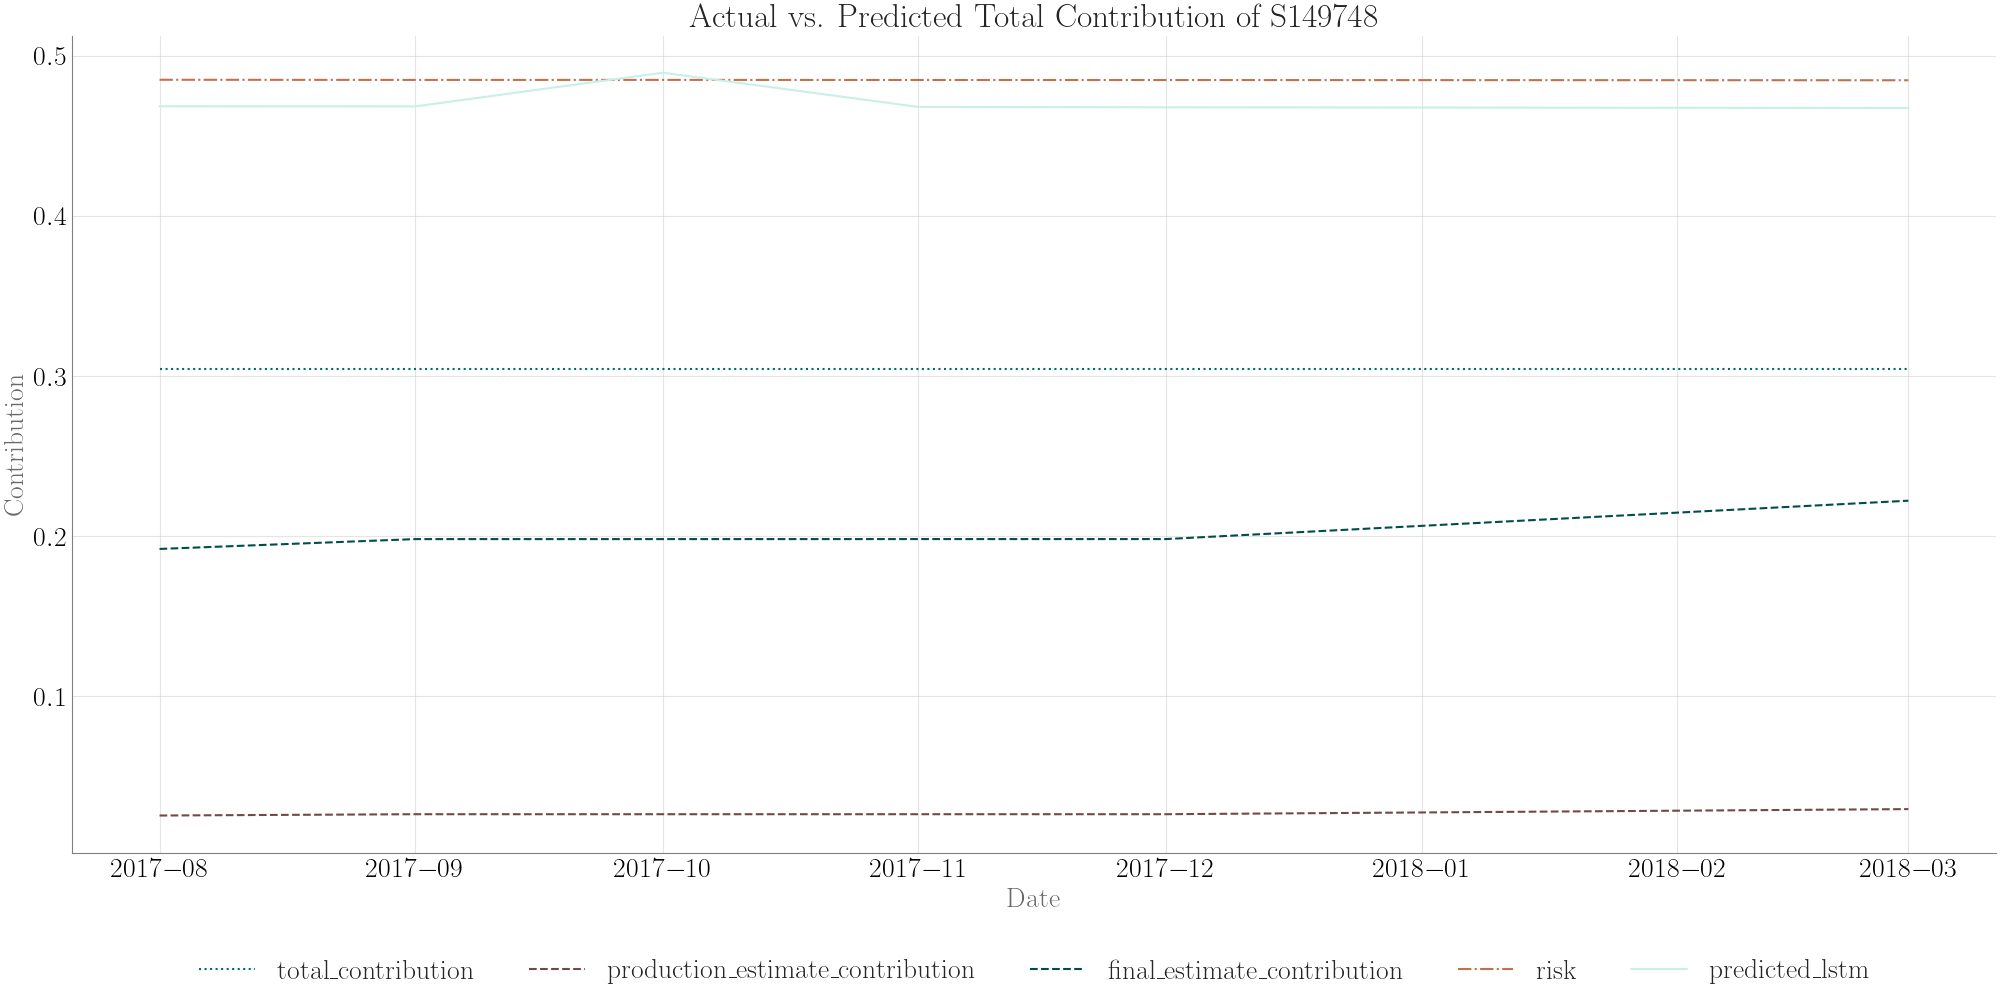 Actual vs. Predicted Total Contribution of S149748
0.5
0.4
0.3
0.2
0.1
Contribution
2017–08 2017–09 2017–10 2017–11 2017–12 2018–01 2018–02 2018–03
Date
total_contribution production_estimate_contribution final_estimate_contribution risk predicted_lstm